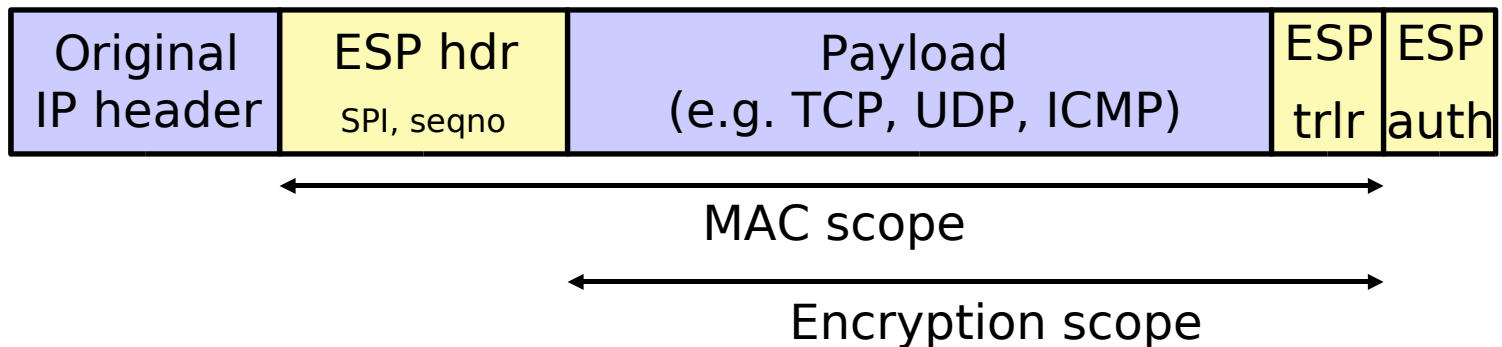 Original
IP header
ESP hdr
SPI, seqno
Payload
(e.g. TCP, UDP, ICMP)
ESP
trlr
ESP
auth
MAC scope
Encryption scope